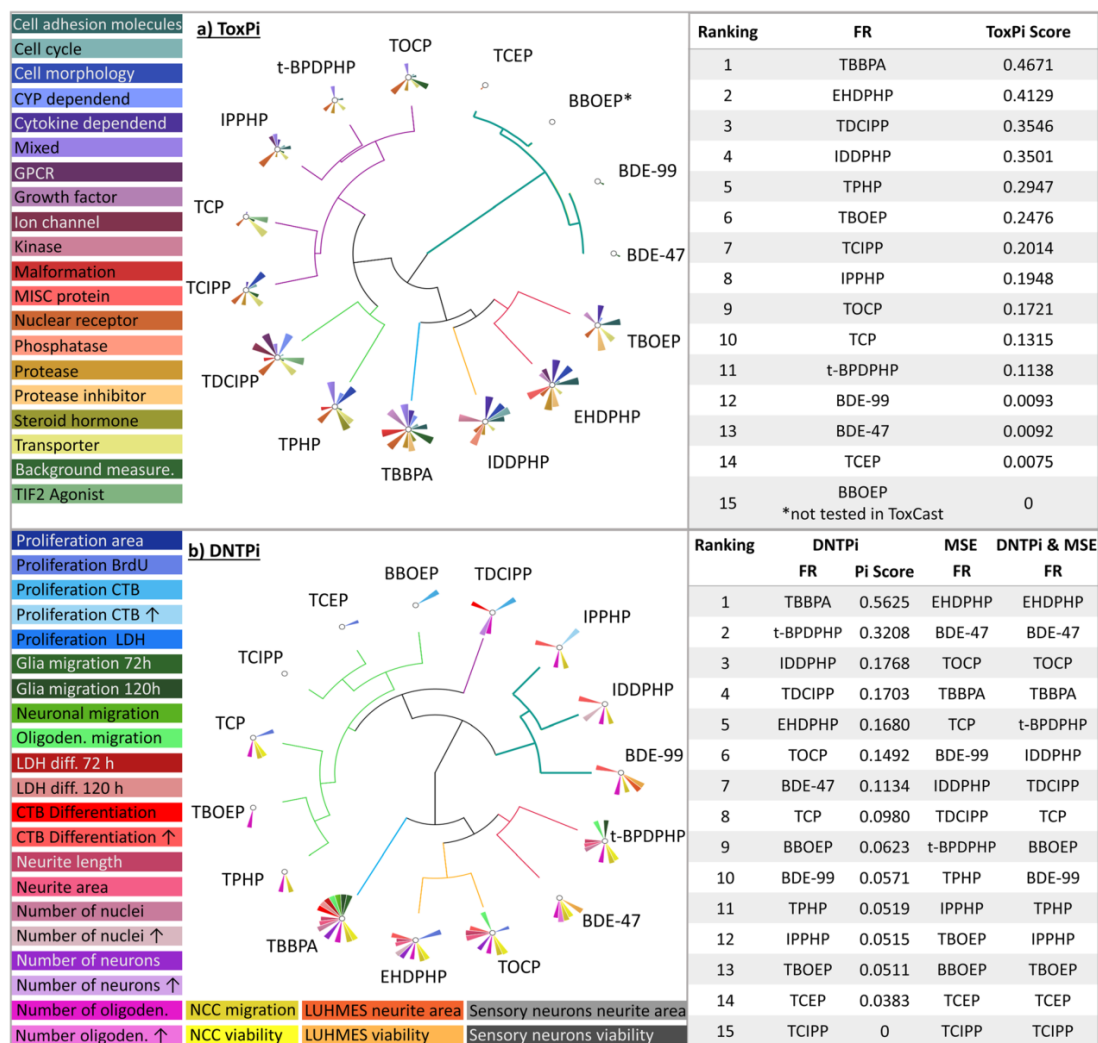 Cell adhesion molecules
Cell cycle
Cell morphology
CYP dependend
Cytokine dependend
Mixed
GPCR
Growth factor
Ion channel
Kinase
Malformation
MISC protein
Nuclear receptor
Phosphatase
Protease
Protease inhibitor
Steroid hormone
Transporter
Background measure.
TIF2 Agonist
a) ToxPi
TOCP
TCEP
t-BPDPHP
BBOEP*
IPPHP
BDE-99
TCP
BDE-47
TCIPP
TBOEP
TDCIPP
EHDPHP
TPHP
IDDPHP
TBBPA
Ranking FR ToxPi Score
1 TBBPA 0.4671
2 EHDPHP 0.4129
3 TDCIPP 0.3546
4 IDDPHP 0.3501
5 TPHP 0.2947
6 TBOEP 0.2476
7 TCIPP 0.2014
8 IPPHP 0.1948
9 TOCP 0.1721
10 TCP 0.1315
11 t-BPDPHP 0.1138
12 BDE-99 0.0093
13 BDE-47 0.0092
14 TCEP 0.0075
15 BBOEP 0
*not tested in ToxCast
Proliferation area
Proliferation BrdU
Proliferation CTB
Proliferation CTB ↑
Proliferation LDH
Glia migration 72h
Glia migration 120h
Neuronal migration
Oligoden. migration
LDH diff. 72 h
LDH diff. 120 h
CTB Differentiation
CTB Differentiation ↑
Neurite length
Neurite area
Number of nuclei
Number of nuclei ↑
Number of neurons
Number of neurons ↑
Number of oligoden.
Number oligoden. ↑
NCC migration LUHMES neurite area Sensory neurons neurite area
NCC viability LUHMES viability Sensory neurons viability
b) DNTPi
BBOEP
TDCIPP
TCEP
IPPHP
TCIPP
IDDPHP
TCP
BDE-99
TBOEP
t-BPDPHP
TPHP
BDE-47
TBBPA
EHDPHP
TOCP
Ranking DNTPi MSE DNTPi & MSE
FR Pi Score FR FR
1 TBBPA 0.5625 EHDPHP EHDPHP
2 t-BPDPHP 0.3208 BDE-47 BDE-47
3 IDDPHP 0.1768 TOCP TOCP
4 TDCIPP 0.1703 TBBPA TBBPA
5 EHDPHP 0.1680 TCP t-BPDPHP
6 TOCP 0.1492 BDE-99 IDDPHP
7 BDE-47 0.1134 IDDPHP TDCIPP
8 TCP 0.0980 TDCIPP TCP
9 BBOEP 0.0623 t-BPDPHP BBOEP
10 BDE-99 0.0571 TPHP BDE-99
11 TPHP 0.0519 IPPHP TPHP
12 IPPHP 0.0515 TBOEP IPPHP
13 TBOEP 0.0511 BBOEP TBOEP
14 TCEP 0.0383 TCEP TCEP
15 TCIPP 0 TCIPP TCIPP